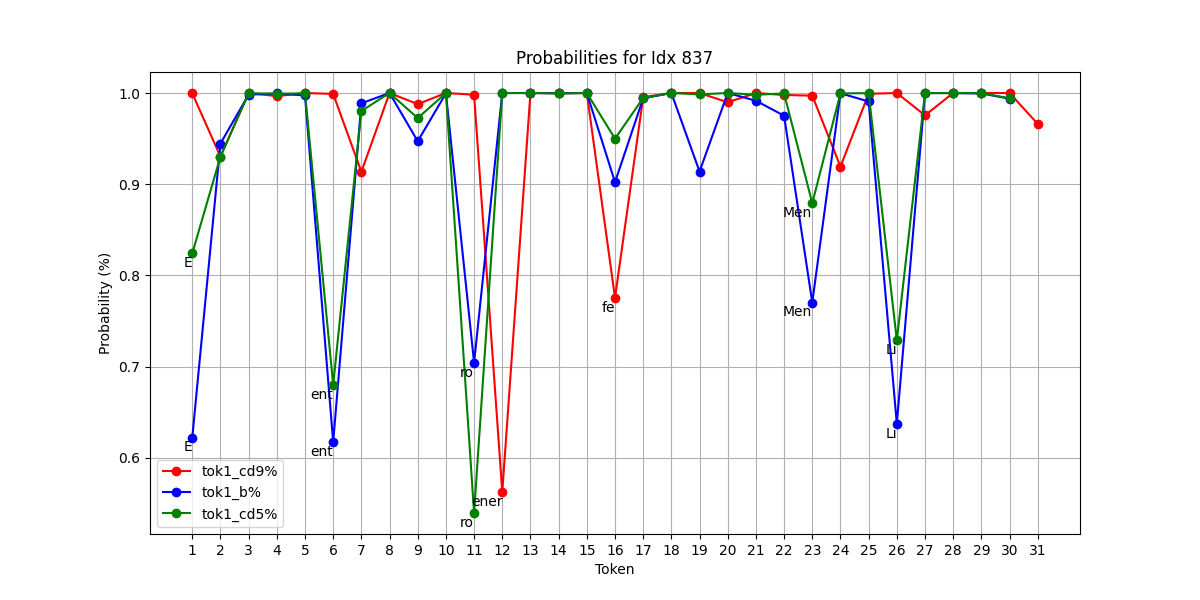 Probabilities for Idx 837
Probability (%)
1.0
0.9
0.8
0.7
0.6
E
E
ent
ent
ro
ro
ener
fe
Men
Men
Li
Li
tok1_cd9%
tok1_b%
tok1_cd5%
1 2 3 4 5 6 7 8 9 10 11 12 13 14 15 16 17 18 19 20 21 22 23 24 25 26 27 28 29 30 31
Token